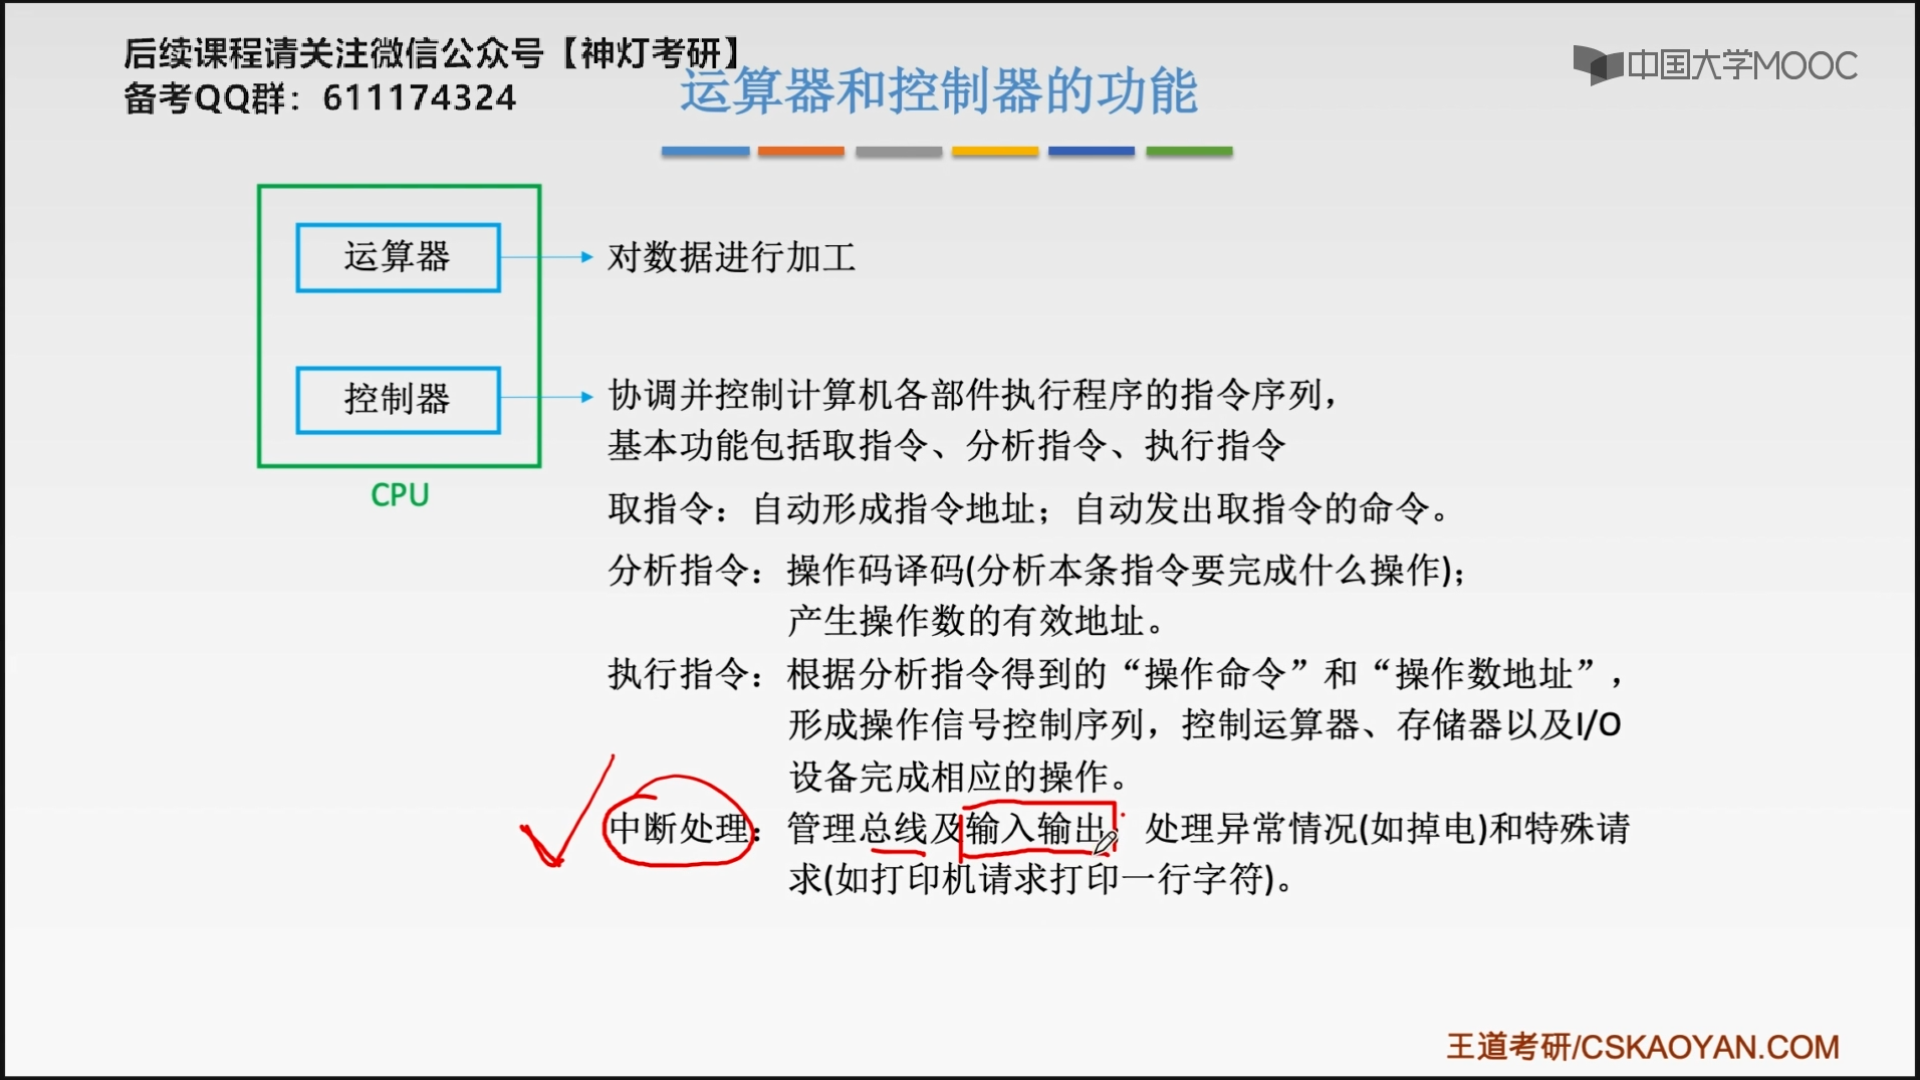 后续课程请关注微信公众号【神灯考研】
备考QQ群：611174324
中国大学MOOC
运算器和控制器的功能
运算器
对数据进行加工
控制器
协调并控制计算机各部件执行程序的指令序列，
基本功能包括取指令、分析指令、执行指令
CPU
取指令：自动形成指令地址；自动发出取指令的命令。
分析指令：操作码译码(分析本条指令要完成什么操作)；
产生操作数的有效地址。
执行指令：根据分析指令得到的“操作命令”和“操作数地址”，
形成操作信号控制序列，控制运算器、存储器以及I/O
设备完成相应的操作。
中断处理：管理总线及输入输出；处理异常情况(如掉电)和特殊请
求(如打印机请求打印一行字符)。
王道考研/CSKAOYAN.COM